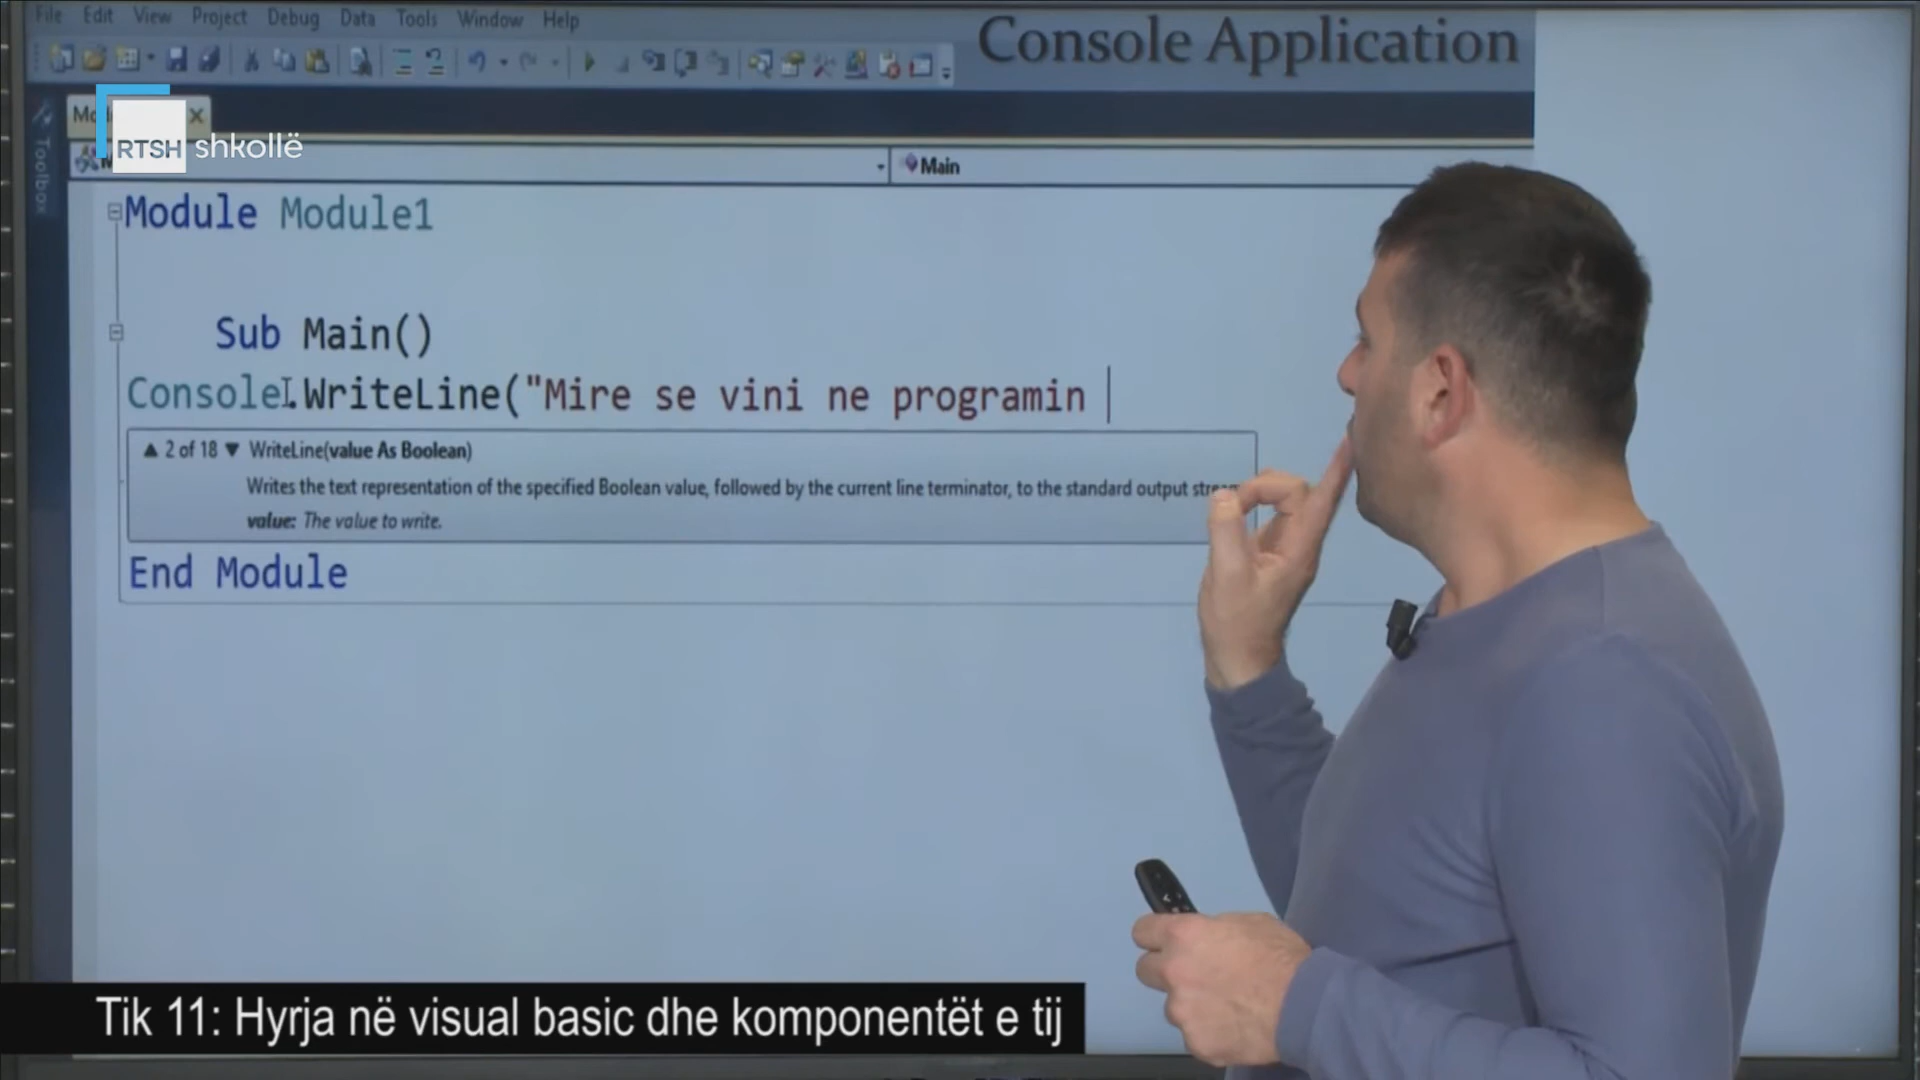 File Edit View Project Debug Data Tools Window Help
Console Application
RTSH shkollë
Toolbox
Main
Module Module1
Sub Main()
Console.WriteLine("Mire se vini ne programin
▲ 2 of 18 ▼ WriteLine(value As Boolean)
Writes the text representation of the specified Boolean value, followed by the current line terminator, to the standard output
value: The value to write.
End Module
Tik 11: Hyrja në visual basic dhe komponentët e tij